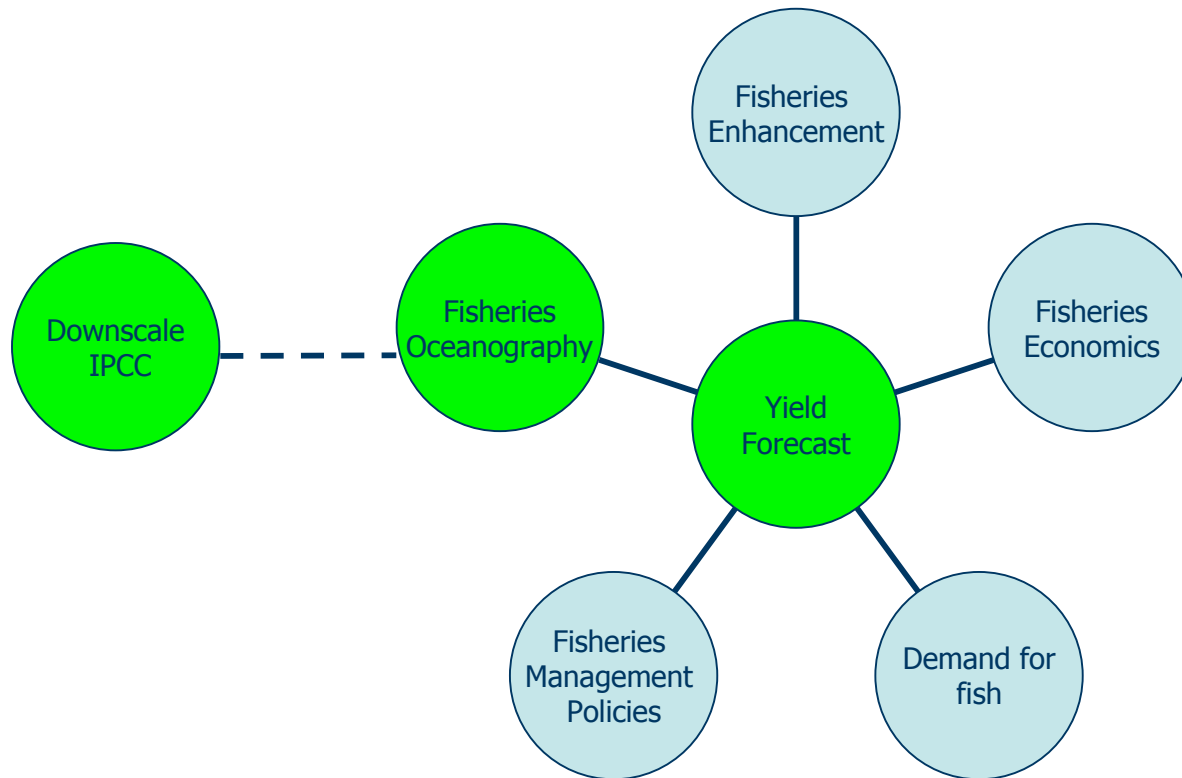 Fisheries
Enhancement
Downscale
IPCC
Fisheries
Oceanography
Fisheries
Economics
Yield
Forecast
Fisheries
Management
Policies
Demand for
fish